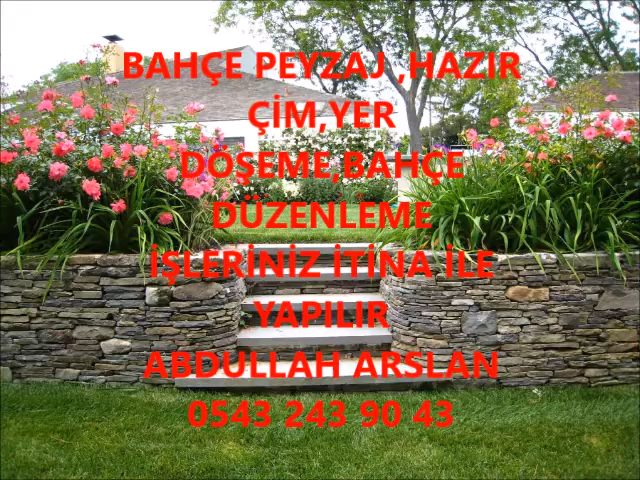 BAHÇE PEYZAJ ,HAZIR
ÇİM,YER
DÖŞEME,BAHÇE
DÜZENLEME
İŞLERİNİZ İTİNA İLE
YAPILIR
ABDULLAH ARSLAN
0543 243 90 43